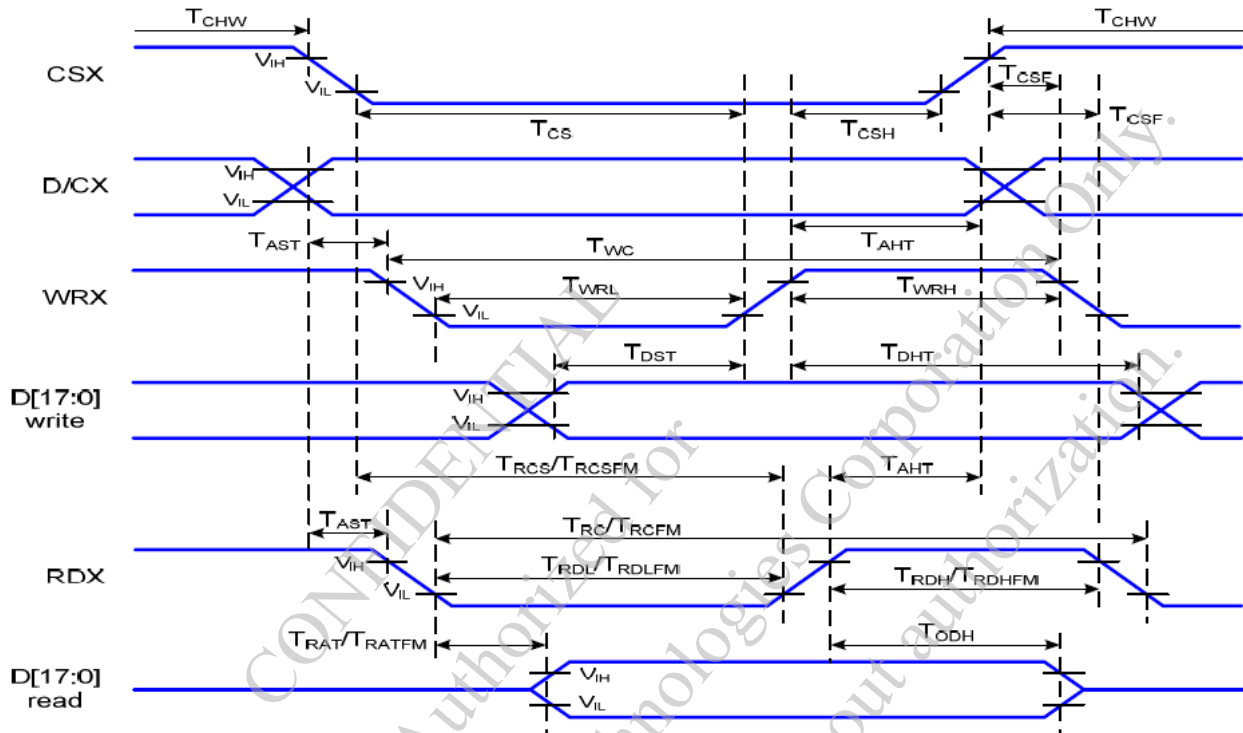 TCHW TCHW
CSX VIH
VIL
TCSF
TCS TCSH TCSF
D/CX VIH
VIL
TAST TWC TAHT
WRX VIH
VIL TWRL TWRH
TDST TDHT
D[17:0]
write
VIH
VIL
TRCS/TRCSFM TAHT
TAST TRC/TRCFM
RDX VIH
VIL
TRDL/TRDLFM TRDH/TRDHFM
TRAT/TRATFM TODH
D[17:0]
read
VIH
VIL
CONFIDENTIAL
Authorized for
Corporation Only.
authorization.